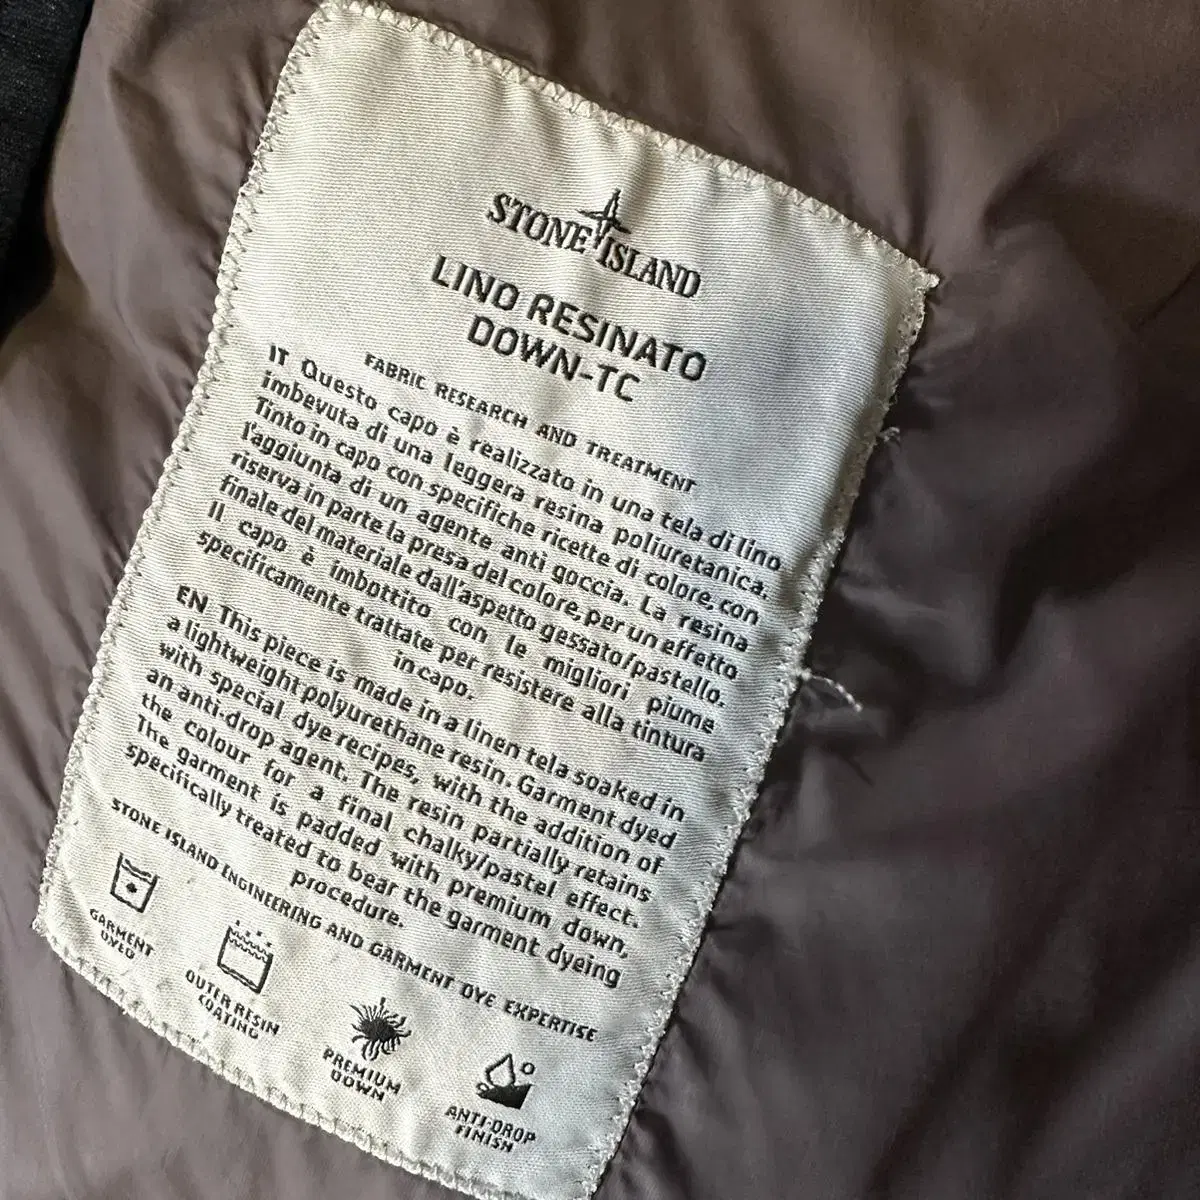 STONE ISLAND
LINO RESINATO
DOWN-TC
FABRIC RESEARCH AND TREATMENT
IT Questo capo è realizzato in una tela di lino
imbevuta di una leggera resina poliuretanica.
Tinto in capo con specifiche ricette di colore, con
l'aggiunta di un agente anti goccia. La resina
riserva in parte la presa del colore, per un effetto
finale del materiale dall'aspetto gessato/pastello.
Il capo è imbottito con le migliori piume
specificamente trattate per resistere alla tintura
in capo.
EN This piece is made in a linen tela soaked in
a lightweight polyurethane resin. Garment dyed
with special dye recipes, with the addition of
an anti-drop agent. The resin partially retains
the colour for a final chalky/pastel effect.
The garment is padded with premium down,
specifically treated to bear the garment dyeing
procedure.
STONE ISLAND ENGINEERING AND GARMENT DYE EXPERTISE
GARMENT
DYED
OUTER RESIN
COATING
PREMIUM
DOWN
ANTI-DROP
FINISH